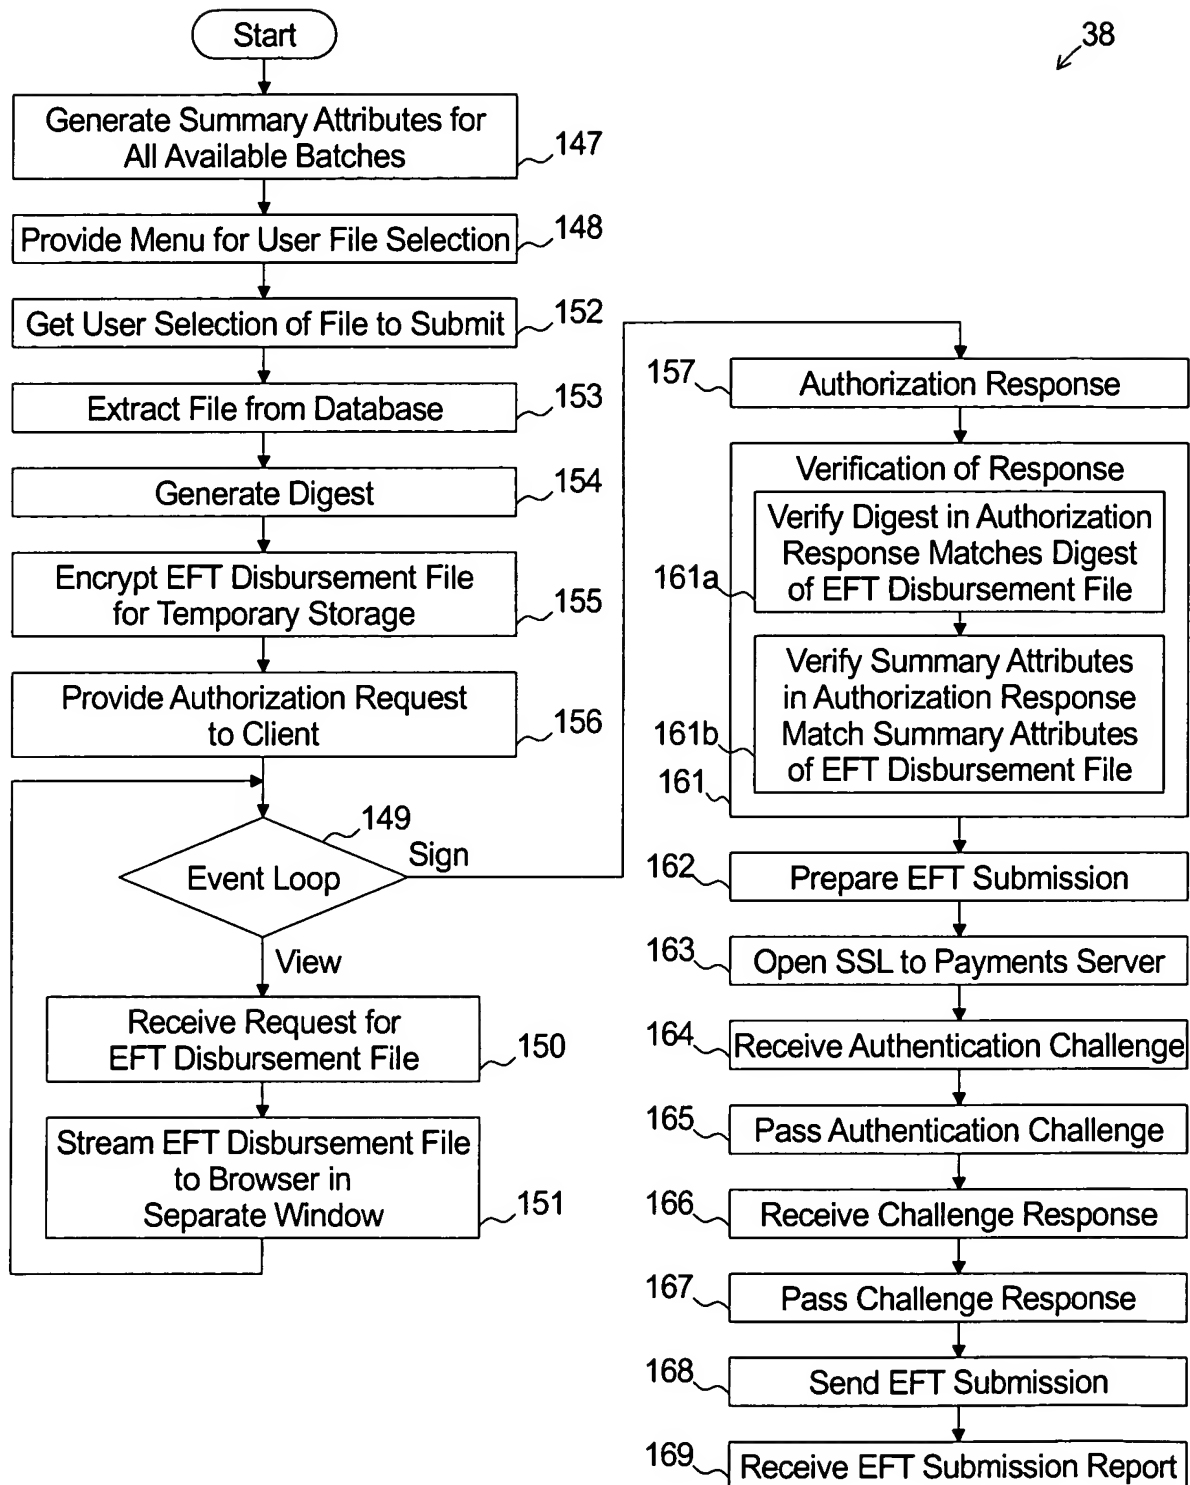 Start
38
Generate Summary Attributes for
All Available Batches
147
Provide Menu for User File Selection
148
Get User Selection of File to Submit
152
Extract File from Database
153
Generate Digest
154
Encrypt EFT Disbursement File
for Temporary Storage
155
Provide Authorization Request
to Client
156
149
Event Loop
Sign
View
Receive Request for
EFT Disbursement File
150
Stream EFT Disbursement File
to Browser in
Separate Window
151
157
Authorization Response
Verification of Response
Verify Digest in Authorization
Response Matches Digest
of EFT Disbursement File
161a
Verify Summary Attributes
in Authorization Response
Match Summary Attributes
of EFT Disbursement File
161b
161
162
Prepare EFT Submission
163
Open SSL to Payments Server
164
Receive Authentication Challenge
165
Pass Authentication Challenge
166
Receive Challenge Response
167
Pass Challenge Response
168
Send EFT Submission
169
Receive EFT Submission Report